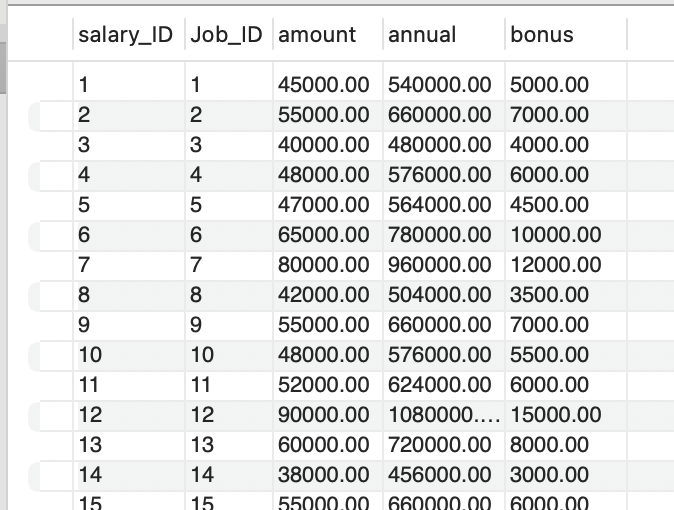 salary_ID Job_ID amount annual bonus
1 1 45000.00 540000.00 5000.00
2 2 55000.00 660000.00 7000.00
3 3 40000.00 480000.00 4000.00
4 4 48000.00 576000.00 6000.00
5 5 47000.00 564000.00 4500.00
6 6 65000.00 780000.00 10000.00
7 7 80000.00 960000.00 12000.00
8 8 42000.00 504000.00 3500.00
9 9 55000.00 660000.00 7000.00
10 10 48000.00 576000.00 5500.00
11 11 52000.00 624000.00 6000.00
12 12 90000.00 1080000.... 15000.00
13 13 60000.00 720000.00 8000.00
14 14 38000.00 456000.00 3000.00
15 15 55000.00 660000.00 6000.00